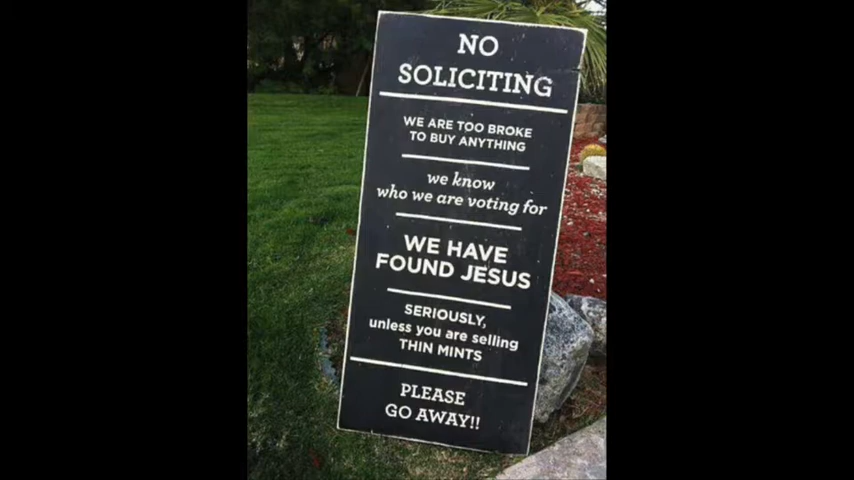 NO
SOLICITING
WE ARE TOO BROKE
TO BUY ANYTHING
we know
who we are voting for
WE HAVE
FOUND JESUS
SERIOUSLY,
unless you are selling
THIN MINTS
PLEASE
GO AWAY!!